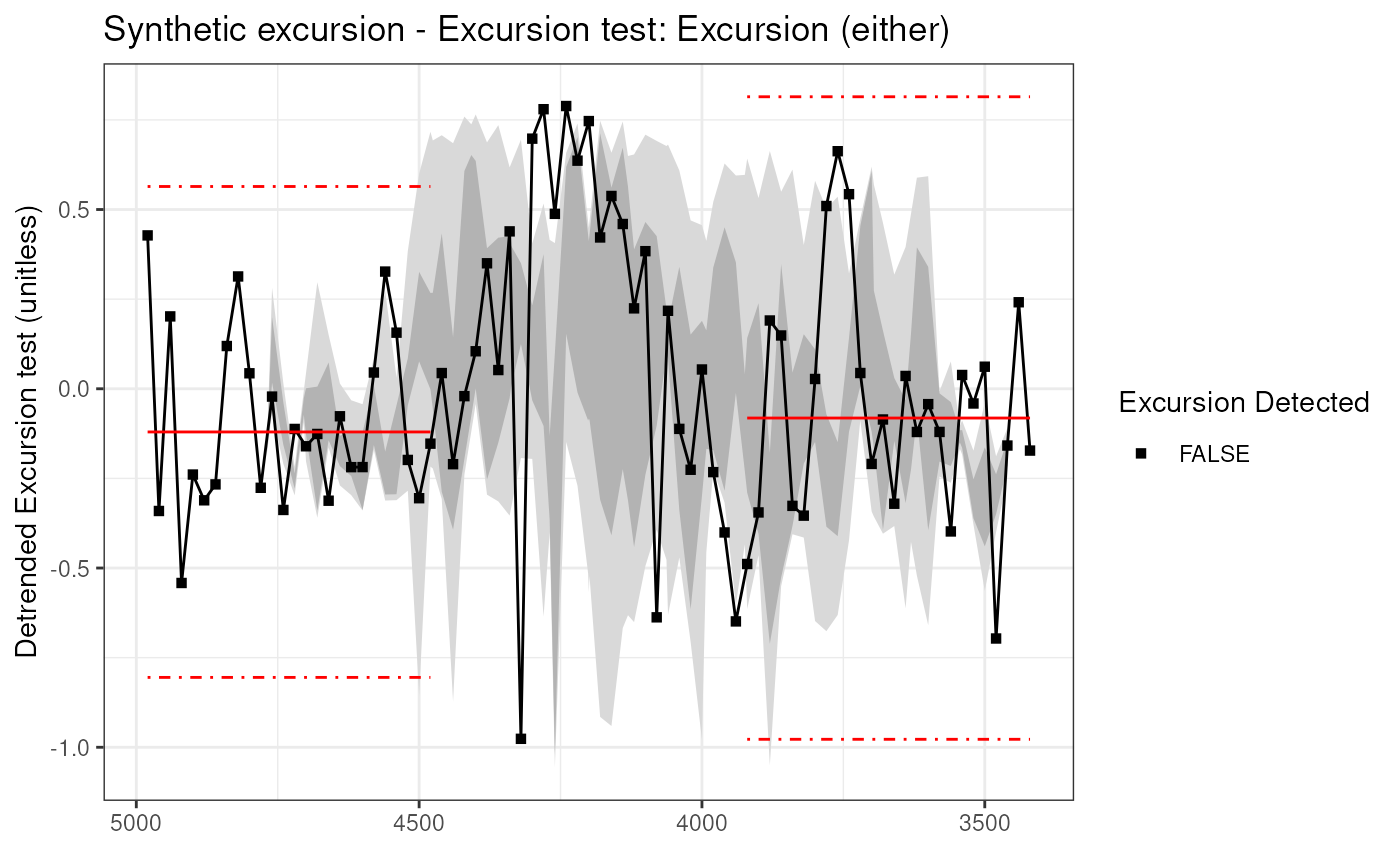 Synthetic excursion - Excursion test: Excursion (either)
Detrended Excursion test (unitless)
0.5
0.0
-0.5
-1.0
5000
4500
4000
3500
Excursion Detected
FALSE